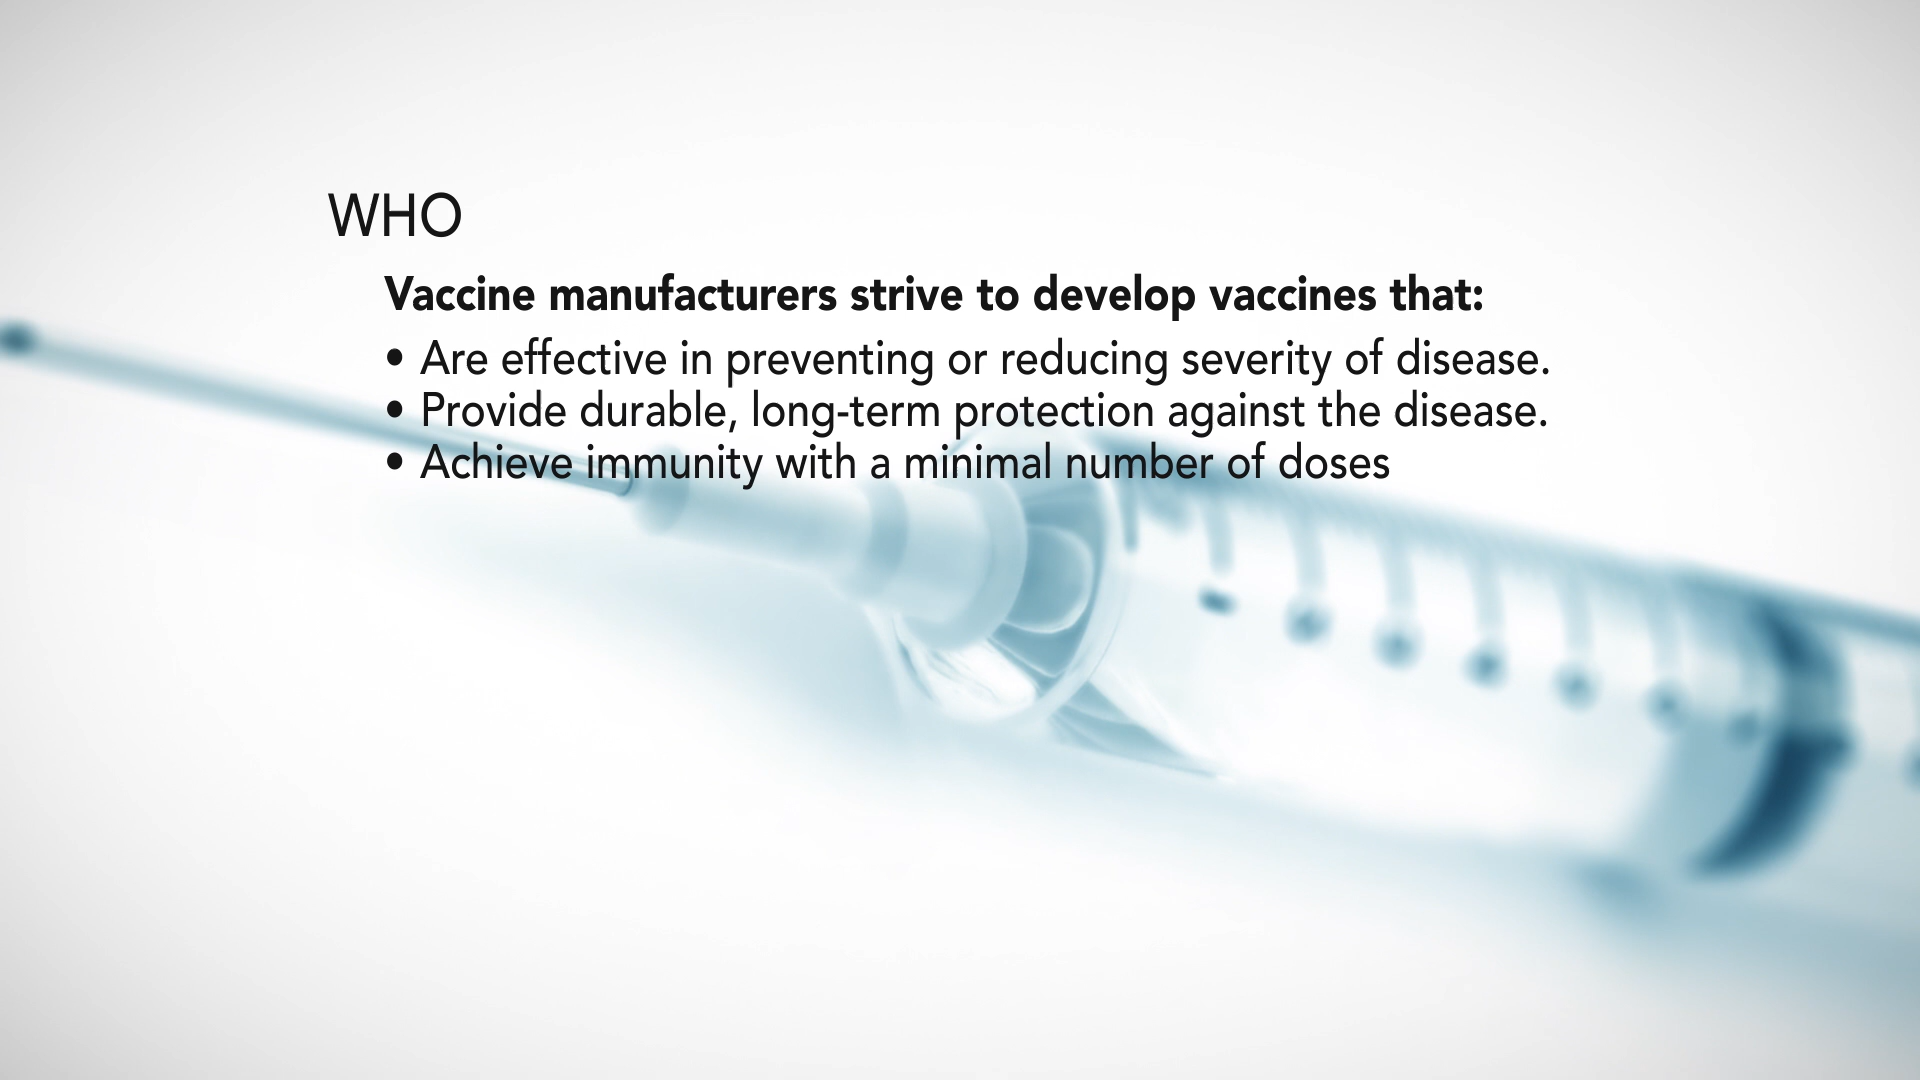 WHO
Vaccine manufacturers strive to develop vaccines that:
• Are effective in preventing or reducing severity of disease.
• Provide durable, long-term protection against the disease.
• Achieve immunity with a minimal number of doses